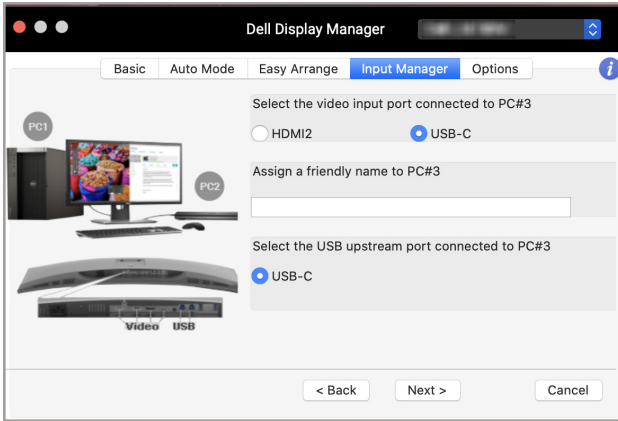 Dell Display Manager
Basic Auto Mode Easy Arrange Input Manager Options
i
PC1
PC2
Video USB
Select the video input port connected to PC#3
HDMI2 USB-C
Assign a friendly name to PC#3
Select the USB upstream port connected to PC#3
USB-C
< Back Next > Cancel